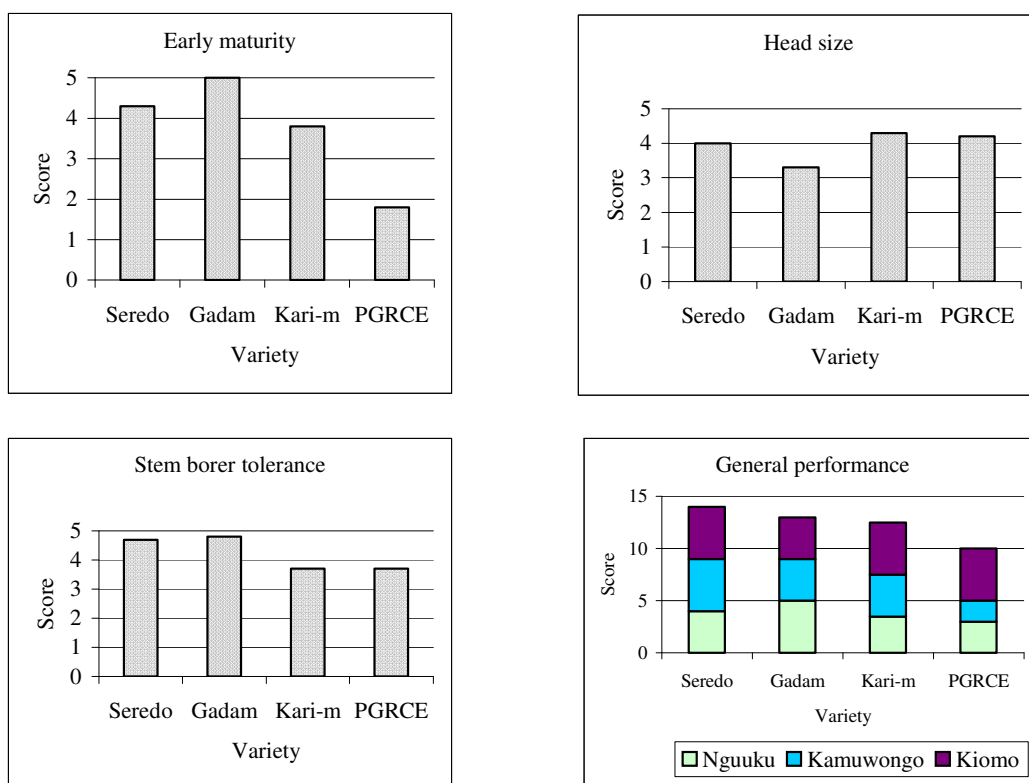 Early maturity
5
4
3
2
1
0
Score
Seredo Gadam Kari-m PGRCE
Variety
Head size
5
4
3
2
1
0
Score
Seredo Gadam Kari-m PGRCE
Variety
Stem borer tolerance
5
4
3
2
1
0
Score
Seredo Gadam Kari-m PGRCE
Variety
General performance
15
10
5
0
Score
Seredo Gadam Kari-m PGRCE
Variety
Nguuku Kamuwongo Kiomo